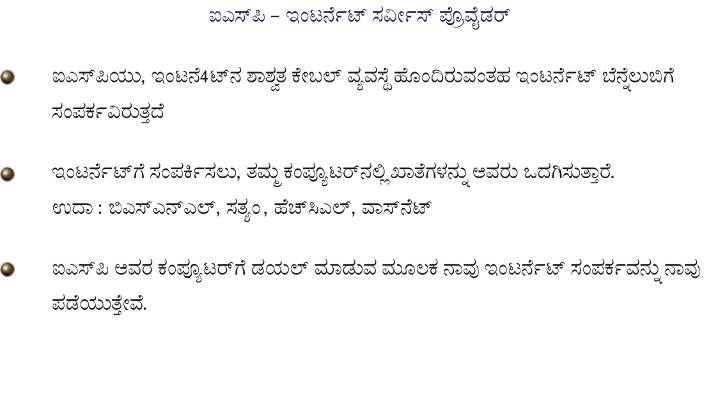 ಐಎಸ್‌ಪಿ – ಇಂಟರ್ನೆಟ್ ಸರ್ವೀಸ್ ಪ್ರೊವೈಡರ್
ಐಎಸ್‌ಪಿಯು, ಇಂಟನೆ4ಟ್‌ನ ಶಾಶ್ವತ ಕೇಬಲ್ ವ್ಯವಸ್ಥೆ ಹೊಂದಿರುವಂತಹ ಇಂಟರ್ನೆಟ್ ಬೆನ್ನೆಲುಬಿಗೆ
ಸಂಪರ್ಕವಿರುತ್ತದೆ
ಇಂಟರ್ನೆಟ್‌ಗೆ ಸಂಪರ್ಕಿಸಲು, ತಮ್ಮ ಕಂಪ್ಯೂಟರ್‌ನಲ್ಲಿ ಖಾತೆಗಳನ್ನು ಅವರು ಒದಗಿಸುತ್ತಾರೆ.
ಉದಾ : ಬಿಎಸ್ಎನ್ಎಲ್, ಸತ್ಯಂ, ಹೆಚ್‌ಸಿಎಲ್, ವಾಸ್‌ನೆಟ್
ಐಎಸ್‌ಪಿ ಅವರ ಕಂಪ್ಯೂಟರ್‌ಗೆ ಡಯಲ್ ಮಾಡುವ ಮೂಲಕ ನಾವು ಇಂಟರ್ನೆಟ್ ಸಂಪರ್ಕವನ್ನು ನಾವು
ಪಡೆಯುತ್ತೇವೆ.